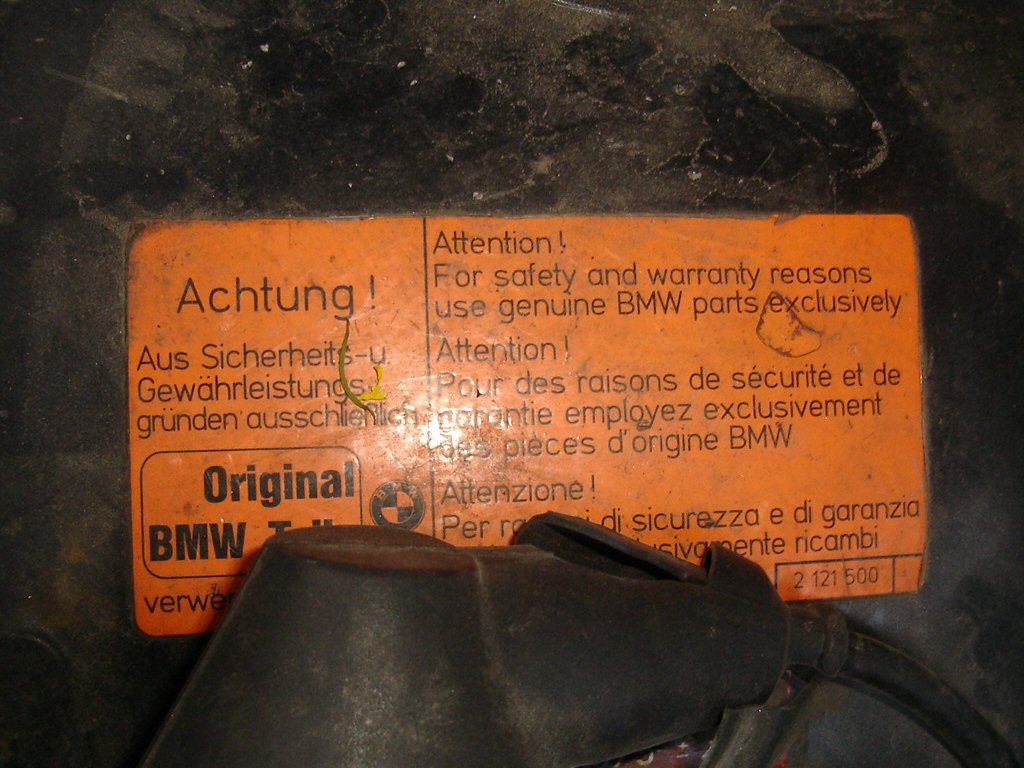 Achtung !
Aus Sicherheits-u.
Gewährleistungs-
gründen ausschließlich
Original
BMW
Attention !
For safety and warranty reasons
use genuine BMW parts exclusively
Attention !
Pour des raisons de sécurité et de
garantie employez exclusivement
des pièces d'origine BMW
Attenzione !
Per di sicurezza e di garanzia
ricambi
2 121 500